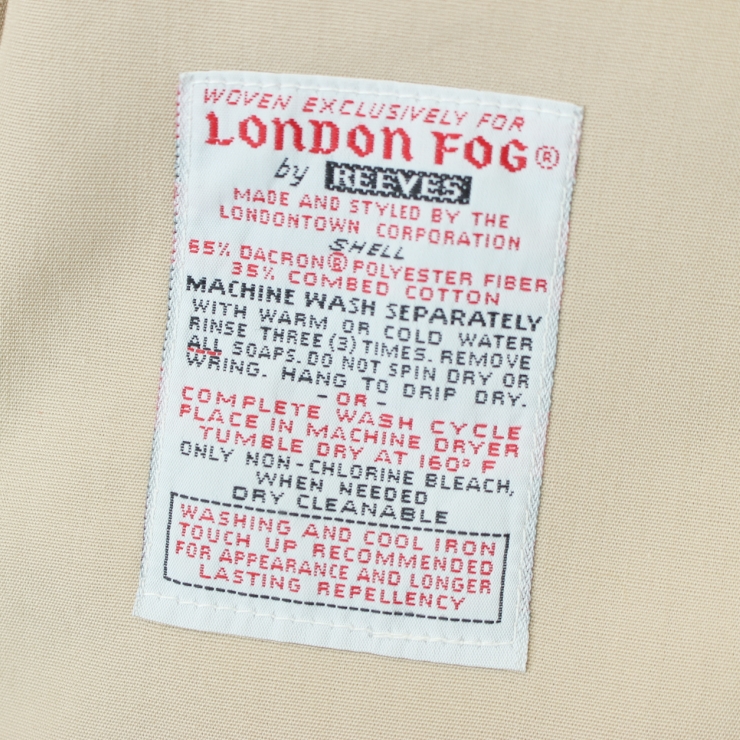 WOVEN EXCLUSIVELY FOR
LONDON FOG®
by REEVES
MADE AND STYLED BY THE
LONDONTOWN CORPORATION
SHELL
65% DACRON® POLYESTER FIBER
35% COMBED COTTON
MACHINE WASH SEPARATELY
WITH WARM OR COLD WATER
RINSE THREE (3) TIMES. REMOVE
ALL SOAPS. DO NOT SPIN DRY OR
WRING. HANG TO DRIP DRY.
- OR -
COMPLETE WASH CYCLE
PLACE IN MACHINE DRYER
TUMBLE DRY AT 160° F
ONLY NON-CHLORINE BLEACH,
WHEN NEEDED
DRY CLEANABLE
WASHING AND COOL IRON
TOUCH UP RECOMMENDED
FOR APPEARANCE AND LONGER
LASTING REPELLENCY